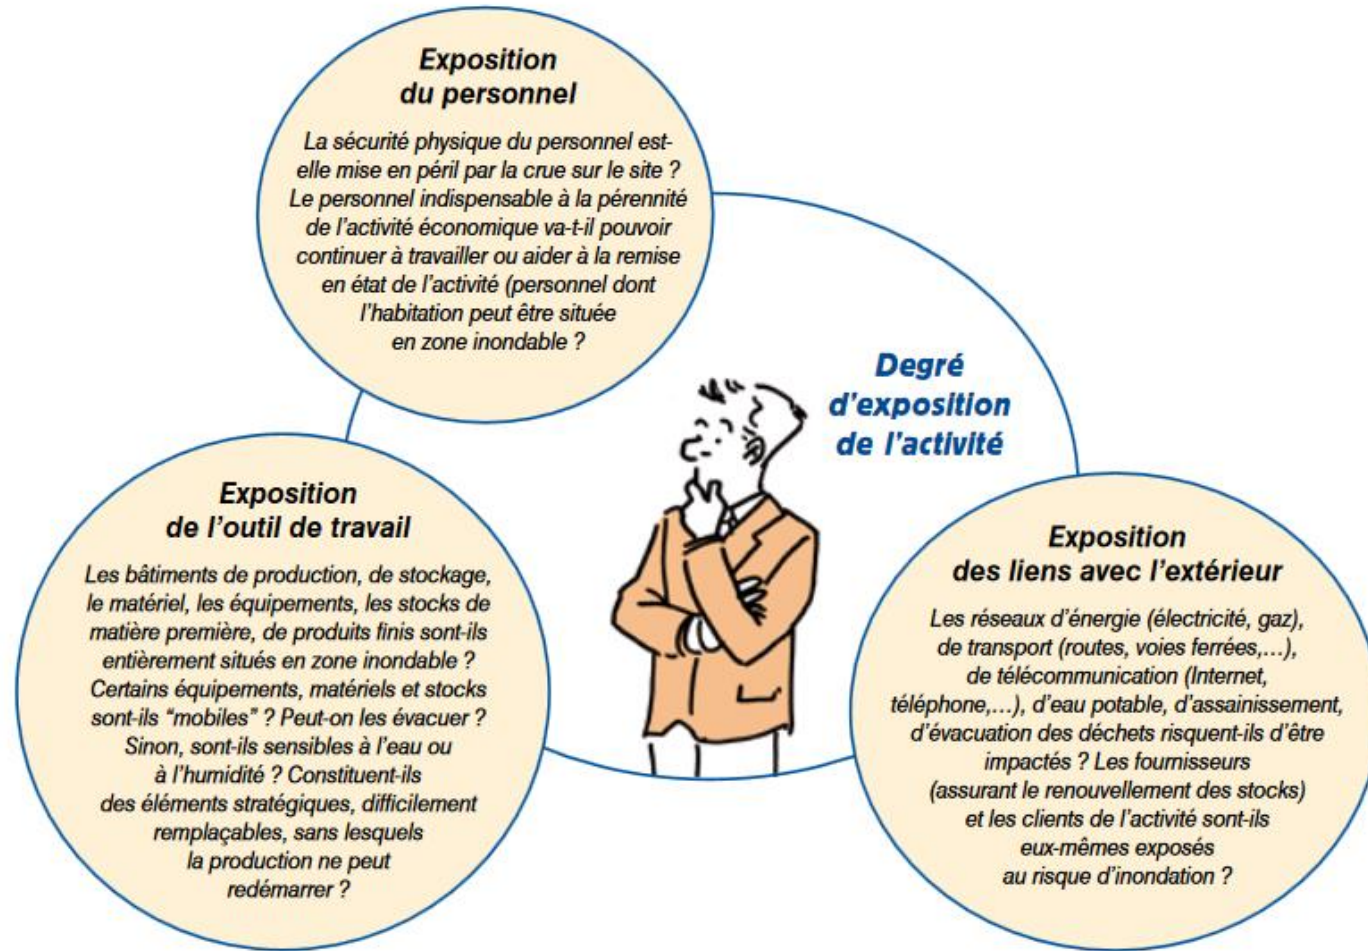 Exposition
du personnel
La sécurité physique du personnel est-
elle mise en péril par la crue sur le site ?
Le personnel indispensable à la pérennité
de l’activité économique va-t-il pouvoir
continuer à travailler ou aider à la remise
en état de l’activité (personnel dont
l’habitation peut être située
en zone inondable ?
Degré
d’exposition
de l’activité
Exposition
de l’outil de travail
Les bâtiments de production, de stockage,
le matériel, les équipements, les stocks de
matière première, de produits finis sont-ils
entièrement situés en zone inondable ?
Certains équipements, matériels et stocks
sont-ils “mobiles” ? Peut-on les évacuer ?
Sinon, sont-ils sensibles à l’eau ou
à l’humidité ? Constituent-ils
des éléments stratégiques, difficilement
remplaçables, sans lesquels
la production ne peut
redémarrer ?
Exposition
des liens avec l’extérieur
Les réseaux d’énergie (électricité, gaz),
de transport (routes, voies ferrées,...),
de télécommunication (Internet,
téléphone,...), d’eau potable, d’assainissement,
d’évacuation des déchets risquent-ils d’être
impactés ? Les fournisseurs
(assurant le renouvellement des stocks)
et les clients de l’activité sont-ils
eux-mêmes exposés
au risque d’inondation ?